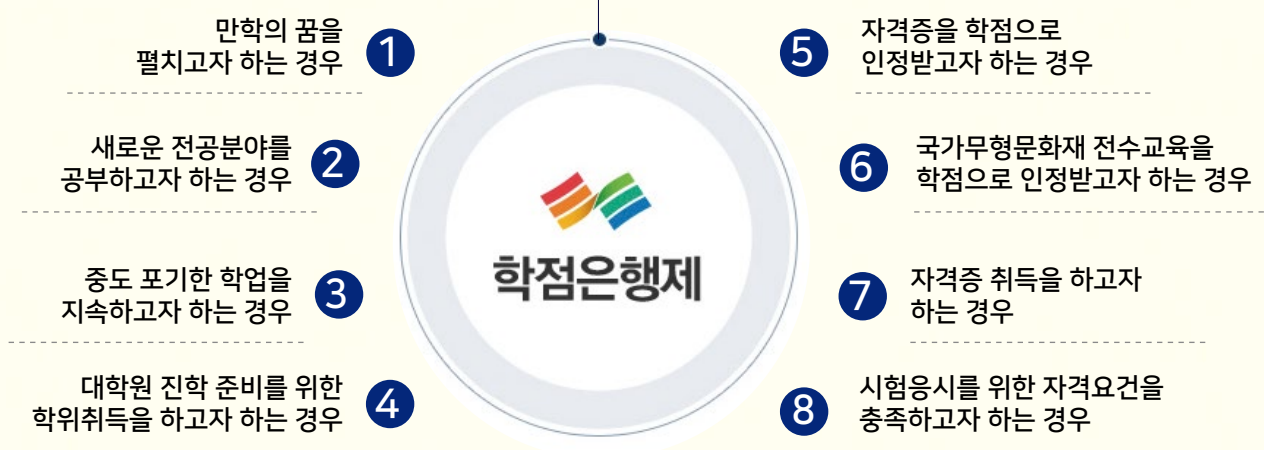 1
만학의 꿈을
펼치고자 하는 경우
2
새로운 전공분야를
공부하고자 하는 경우
3
중도 포기한 학업을
지속하고자 하는 경우
4
대학원 진학 준비를 위한
학위취득을 하고자 하는 경우
학점은행제
5
자격증을 학점으로
인정받고자 하는 경우
6
국가무형문화재 전수교육을
학점으로 인정받고자 하는 경우
7
자격증 취득을 하고자
하는 경우
8
시험응시를 위한 자격요건을
충족하고자 하는 경우